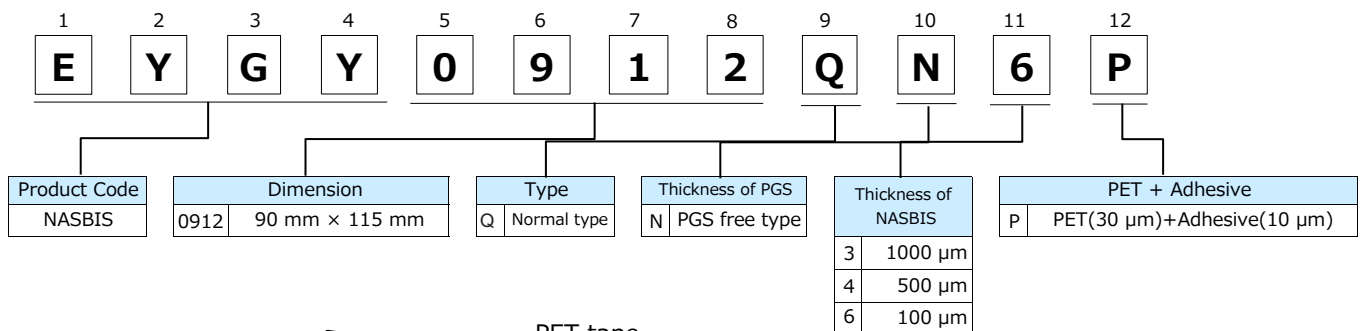 1 2 3 4 5 6 7 8 9 10 11 12
E Y G Y 0 9 1 2 Q N 6 P
Product Code
NASBIS
Dimension
0912 90 mm × 115 mm
Type
Q Normal type
Thickness of PGS
N PGS free type
Thickness of
NASBIS
3 1000 μm
4 500 μm
6 100 μm
PET + Adhesive
P PET(30 μm)+Adhesive(10 μm)
PET tape